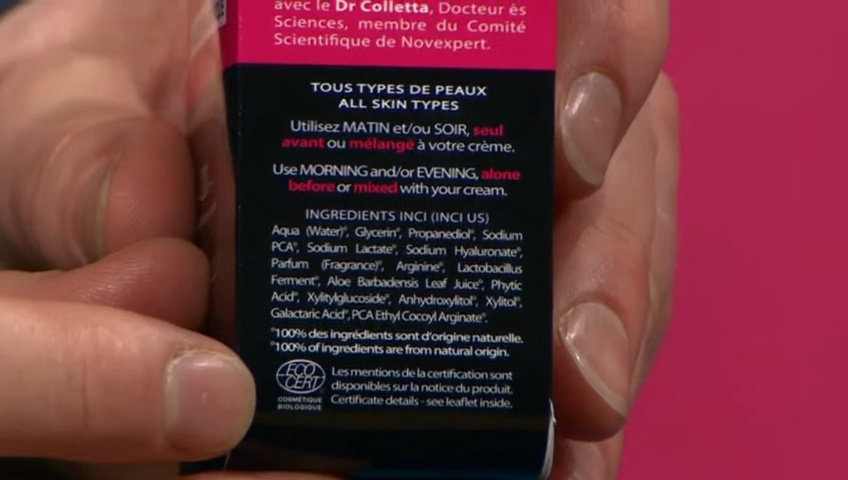 avec le Dr Colletta, Docteur ès
Sciences, membre du Comité
Scientifique de Novexpert.
TOUS TYPES DE PEAUX
ALL SKIN TYPES
Utilisez MATIN et/ou SOIR, seul
avant ou mélangé à votre crème.
Use MORNING and/or EVENING, alone
before or mixed with your cream.
INGREDIENTS INCI (INCI US)
Aqua (Water)°, Glycerin°, Propanediol°, Sodium
PCA°, Sodium Lactate°, Sodium Hyaluronate°,
Parfum (Fragrance)°, Arginine°, Lactobacillus
Ferment°, Aloe Barbadensis Leaf Juice°, Phytic
Acid°, Xylitylglucoside°, Anhydroxylitol°, Xylitol°,
Galactaric Acid°, PCA Ethyl Cocoyl Arginate°.
°100% des ingrédients sont d'origine naturelle.
°100% of ingredients are from natural origin.
ECO
CERT
COSMÉTIQUE
BIOLOGIQUE
Les mentions de la certification sont
disponibles sur la notice du produit.
Certificate details - see leaflet inside.